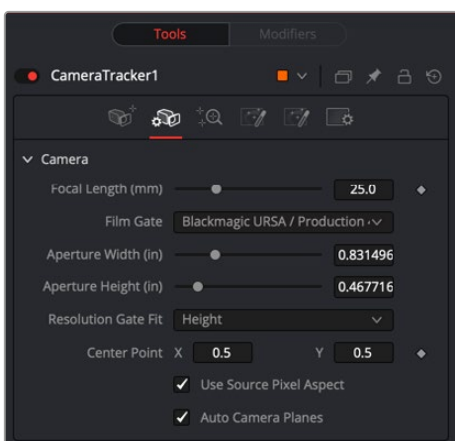 Tools Modifiers
CameraTracker1
Camera
Focal Length (mm) 25.0
Film Gate Blackmagic URSA / Production
Aperture Width (in) 0.831496
Aperture Height (in) 0.467716
Resolution Gate Fit Height
Center Point X 0.5 Y 0.5
Use Source Pixel Aspect
Auto Camera Planes